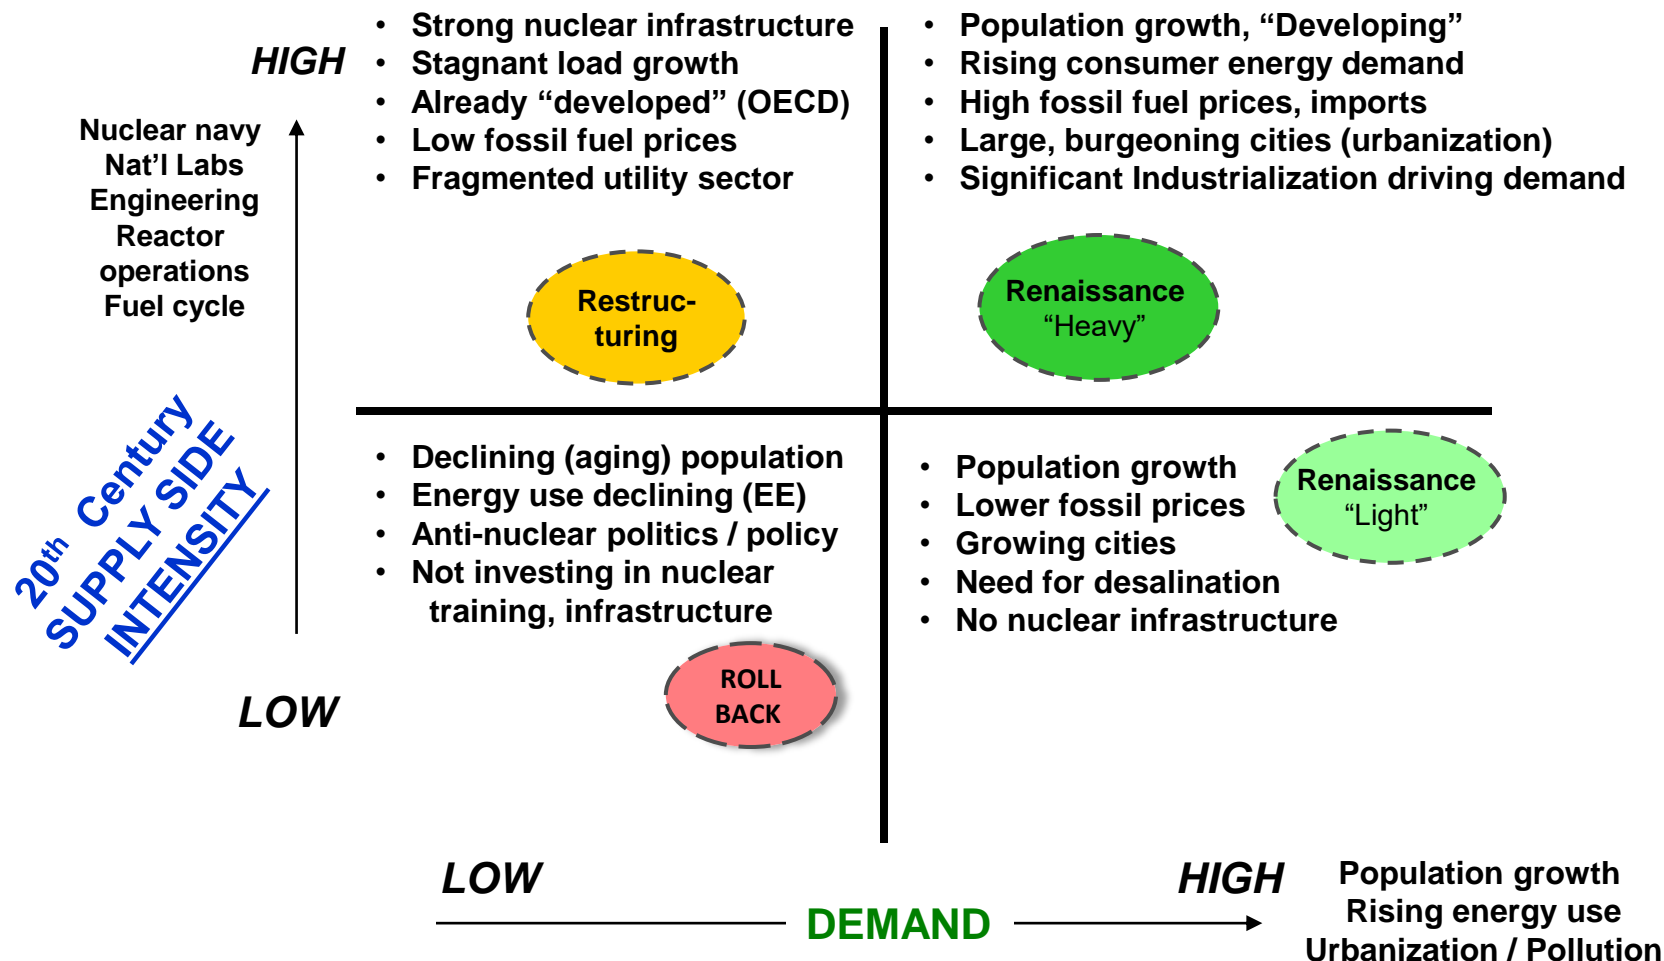 HIGH
Nuclear navy
Nat’l Labs
Engineering
Reactor
operations
Fuel cycle
20th Century
SUPPLY SIDE
INTENSITY
LOW
• Strong nuclear infrastructure
• Stagnant load growth
• Already “developed” (OECD)
• Low fossil fuel prices
• Fragmented utility sector
Restruc-
turing
• Population growth, “Developing”
• Rising consumer energy demand
• High fossil fuel prices, imports
• Large, burgeoning cities (urbanization)
• Significant Industrialization driving demand
Renaissance
“Heavy”
• Declining (aging) population
• Energy use declining (EE)
• Anti-nuclear politics / policy
• Not investing in nuclear
training, infrastructure
ROLL
BACK
• Population growth
• Lower fossil prices
• Growing cities
• Need for desalination
• No nuclear infrastructure
Renaissance
“Light”
LOW
DEMAND
HIGH
Population growth
Rising energy use
Urbanization / Pollution